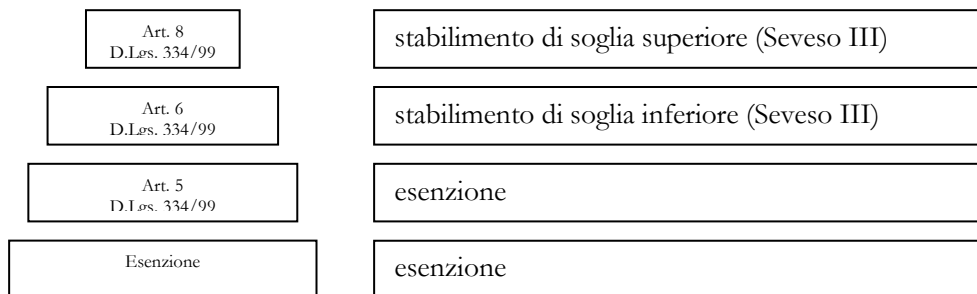 Art. 8
D.Lgs. 334/99
stabilimento di soglia superiore (Seveso III)
Art. 6
D.Lgs. 334/99
stabilimento di soglia inferiore (Seveso III)
Art. 5
D.Lgs. 334/99
esenzione
Esenzione
esenzione